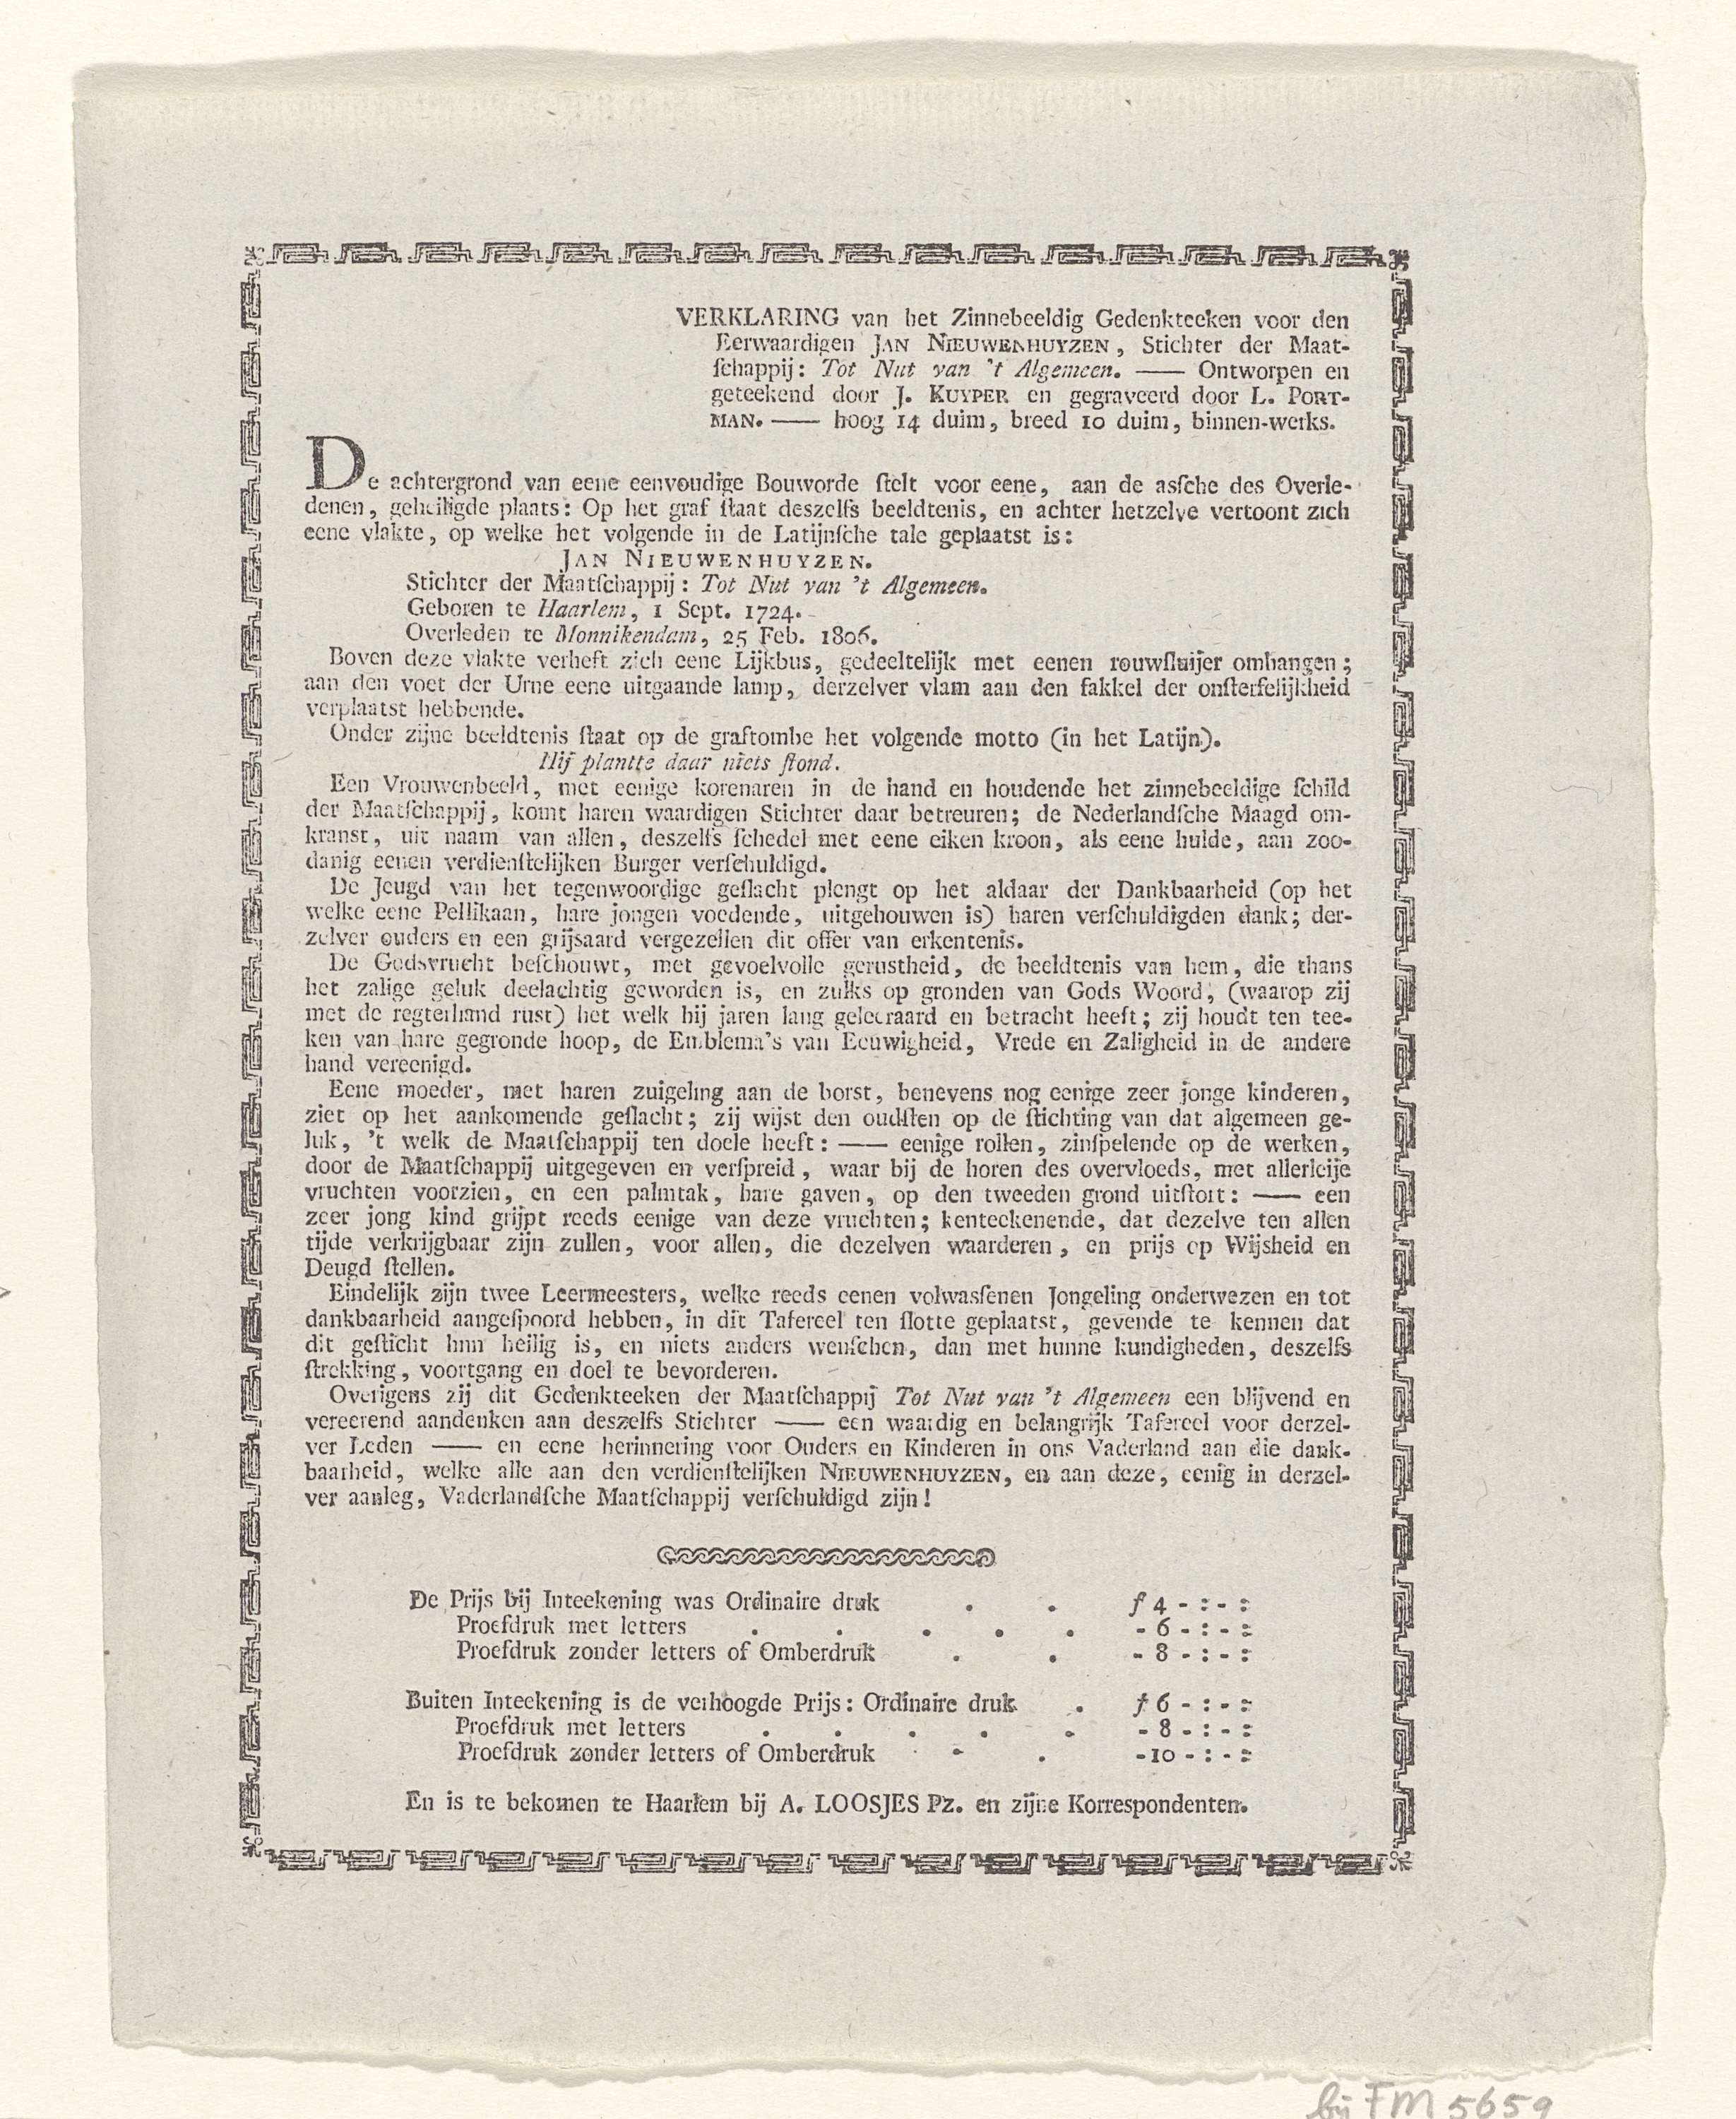 VERKLARING van het Zinnebeeldig Gedenkteeken voor den
Eerwaardigen JAN NIEUWENHUYZEN, Stichter der Maat-
ſchappij: Tot Nut van 't Algemeen. —— Ontworpen en
geteekend door J. KUYPER en gegraveerd door L. PORT-
MAN. —— hoog 14 duim, breed 10 duim, binnen-werks.
De achtergrond van eene eenvoudige Bouworde ſtelt voor eene, aan de asſche des Overle-
denen, geheiligde plaats: Op het graf ſtaat deszelfs beeldtenis, en achter hetzelve vertoont zich
eene vlakte, op welke het volgende in de Latijnſche tale geplaatst is:
JAN NIEUWENHUYZEN.
Stichter der Maatſchappij: Tot Nut van 't Algemeen.
Geboren te Haarlem, 1 Sept. 1724.
Overleden te Monnikendam, 25 Feb. 1806.
Boven deze vlakte verheft zich eene Lijkbus, gedeeltelijk met eenen rouwſluijer omhangen;
aan den voet der Urne eene uitgaande lamp, derzelver vlam aan den fakkel der onſterfelijkheid
verplaatst hebbende.
Onder zijne beeldtenis ſtaat op de graftombe het volgende motto (in het Latijn).
Hij plantte daar niets ſtond.
Een Vrouwenbeeld, met eenige korenaren in de hand en houdende het zinnebeeldige ſchild
der Maatſchappij, komt haren waardigen Stichter daar betreuren; de Nederlandſche Maagd om-
kranst, uit naam van allen, deszelfs ſchedel met eene eiken kroon, als eene hulde, aan zoo-
danig eenen verdienſtelijken Burger verſchuldigd.
De Jeugd van het tegenwoordige geſlacht plengt op het aldaar der Dankbaarheid (op het
welke eene Pellikaan, hare jongen voedende, uitgehouwen is) haren verſchuldigden dank; der-
zelver ouders en een grijsaard vergezellen dit offer van erkentenis.
De Godsvrucht beſchouwt, met gevoelvolle gerustheid, de beeldtenis van hem, die thans
het zalige geluk deelachtig geworden is, en zulks op gronden van Gods Woord, (waarop zij
met de regterhand rust) het welk hij jaren lang geleeraard en betracht heeft; zij houdt ten tee-
ken van hare gegronde hoop, de Emblema's van Eeuwigheid, Vrede en Zaligheid in de andere
hand vereenigd.
Eene moeder, met haren zuigeling aan de borst, benevens nog eenige zeer jonge kinderen,
ziet op het aankomende geſlacht; zij wijst den oudſten op de ſtichting van dat algemeen ge-
luk, 't welk de Maatſchappij ten doele heeft: —— eenige rollen, zinſpelende op de werken,
door de Maatſchappij uitgegeven en verſpreid, waar bij de horen des overvloeds, met allerleije
vruchten voorzien, en een palmtak, hare gaven, op den tweeden grond uitſtort: —— een
zeer jong kind grijpt reeds eenige van deze vruchten; kenteekenende, dat dezelve ten allen
tijde verkrijgbaar zijn zullen, voor allen, die dezelven waarderen, en prijs op Wijsheid en
Deugd ſtellen.
Eindelijk zijn twee Leermeesters, welke reeds eenen volwasſenen Jongeling onderwezen en tot
dankbaarheid aangeſpoord hebben, in dit Tafereel ten ſlotte geplaatst, gevende te kennen dat
dit geſticht hnn heilig is, en niets anders wenſchen, dan met hunne kundigheden, deszelfs
ſtrekking, voortgang en doel te bevorderen.
Overigens zij dit Gedenkteeken der Maatſchappij Tot Nut van 't Algemeen een blijvend en
vereerend aandenken aan deszelfs Stichter —— een waardig en belangrijk Tafereel voor derzel-
ver Leden —— en eene herinnering voor Ouders en Kinderen in ons Vaderland aan die dank-
baarheid, welke alle aan den verdienſtelijken NIEUWENHUYZEN, en aan deze, eenig in derzel-
ver aanleg, Vaderlandſche Maatſchappij verſchuldigd zijn!
De Prijs bij Inteekening was Ordinaire druk . . f 4 - : - :
Proefdruk met letters . . . . . - 6 - : - :
Proefdruk zonder letters of Omberdruk . . - 8 - : - :
Buiten Inteekening is de verhoogde Prijs: Ordinaire druk . f 6 - : - :
Proefdruk met letters . . . . . - 8 - : - :
Proefdruk zonder letters of Omberdruk . . -10 - : - :
En is te bekomen te Haarlem bij A. LOOSJES Pz. en zijne Korrespondenten.
bij FM 5659